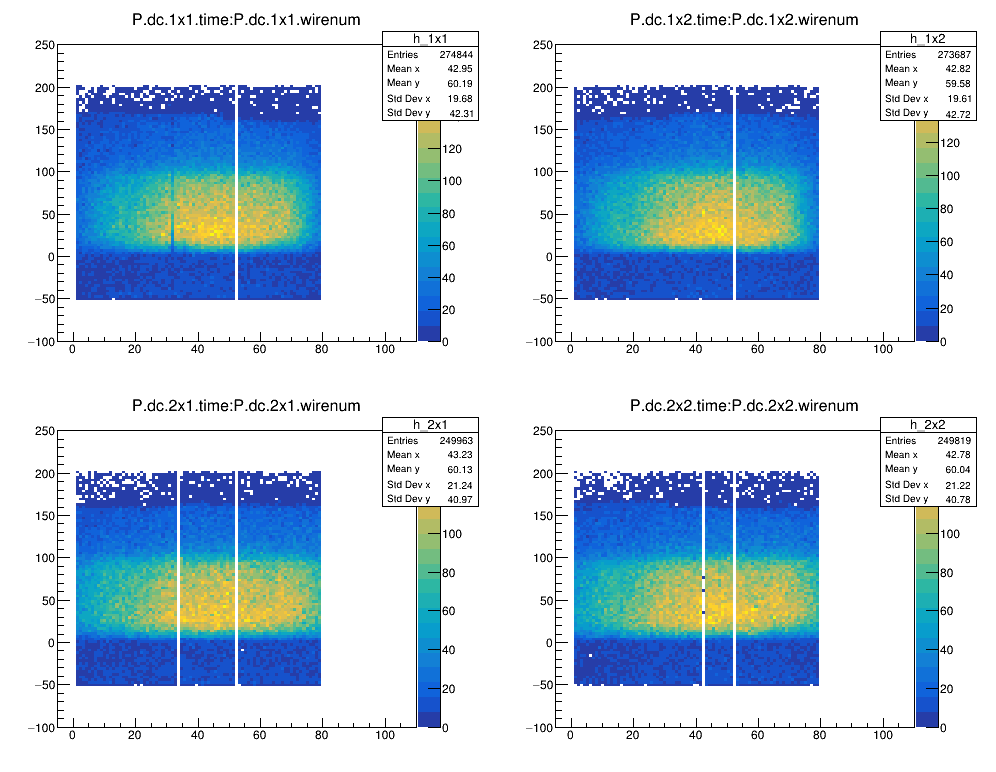 P.dc.1x1.time:P.dc.1x1.wirenum
h_1x1
Entries 274844
Mean x 42.95
Mean y 60.19
Std Dev x 19.68
Std Dev y 42.31
250
200
150
100
50
0
−50
−100
0 20 40 60 80 100
120
100
80
60
40
20
0
P.dc.1x2.time:P.dc.1x2.wirenum
h_1x2
Entries 273687
Mean x 42.82
Mean y 59.58
Std Dev x 19.61
Std Dev y 42.72
250
200
150
100
50
0
−50
−100
0 20 40 60 80 100
120
100
80
60
40
20
0
P.dc.2x1.time:P.dc.2x1.wirenum
h_2x1
Entries 249963
Mean x 43.23
Mean y 60.13
Std Dev x 21.24
Std Dev y 40.97
250
200
150
100
50
0
−50
−100
0 20 40 60 80 100
100
80
60
40
20
0
P.dc.2x2.time:P.dc.2x2.wirenum
h_2x2
Entries 249819
Mean x 42.78
Mean y 60.04
Std Dev x 21.22
Std Dev y 40.78
250
200
150
100
50
0
−50
−100
0 20 40 60 80 100
100
80
60
40
20
0